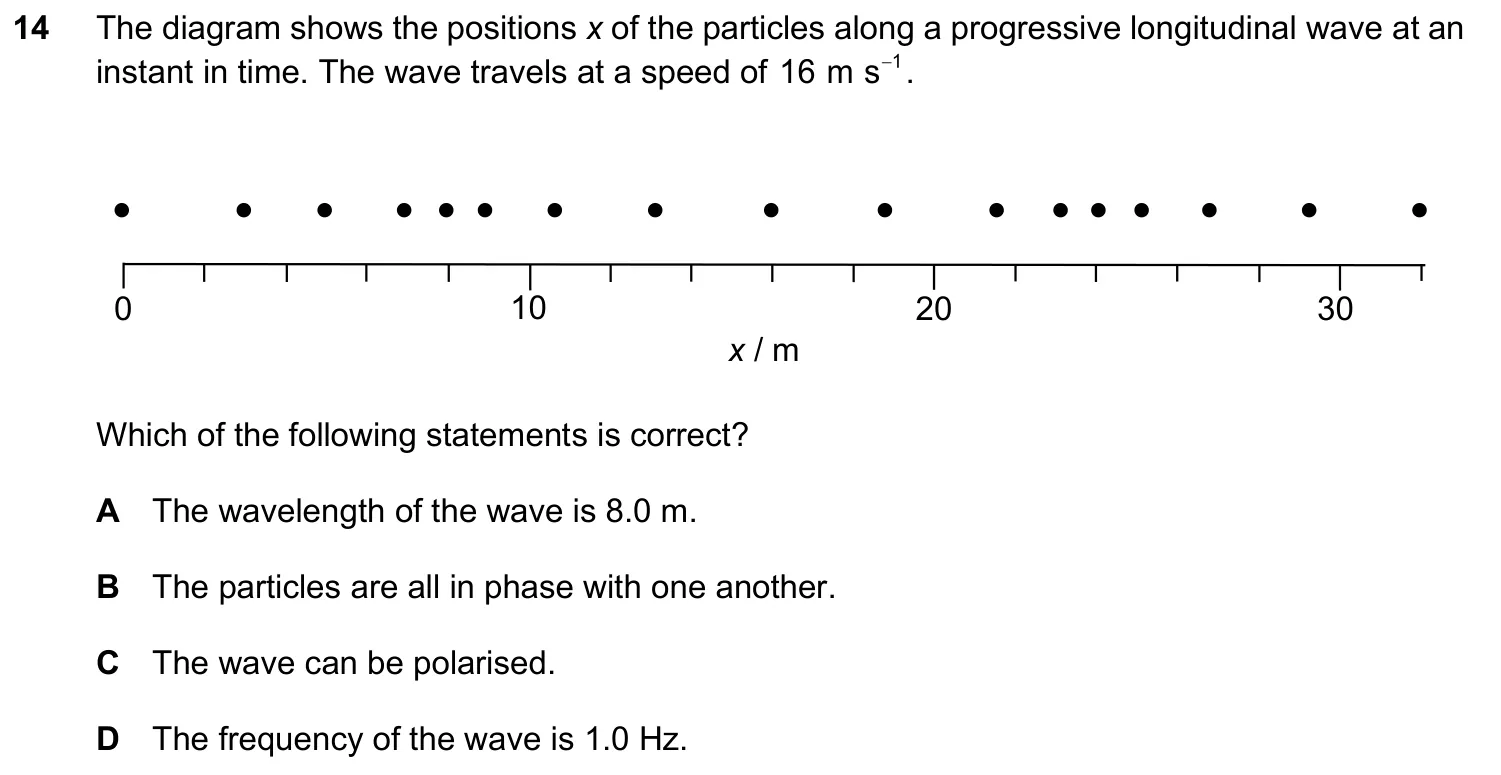 14 The diagram shows the positions x of the particles along a progressive longitudinal wave at an
instant in time. The wave travels at a speed of 16 m s⁻¹.
0 10 20 30
x / m
Which of the following statements is correct?
A The wavelength of the wave is 8.0 m.
B The particles are all in phase with one another.
C The wave can be polarised.
D The frequency of the wave is 1.0 Hz.